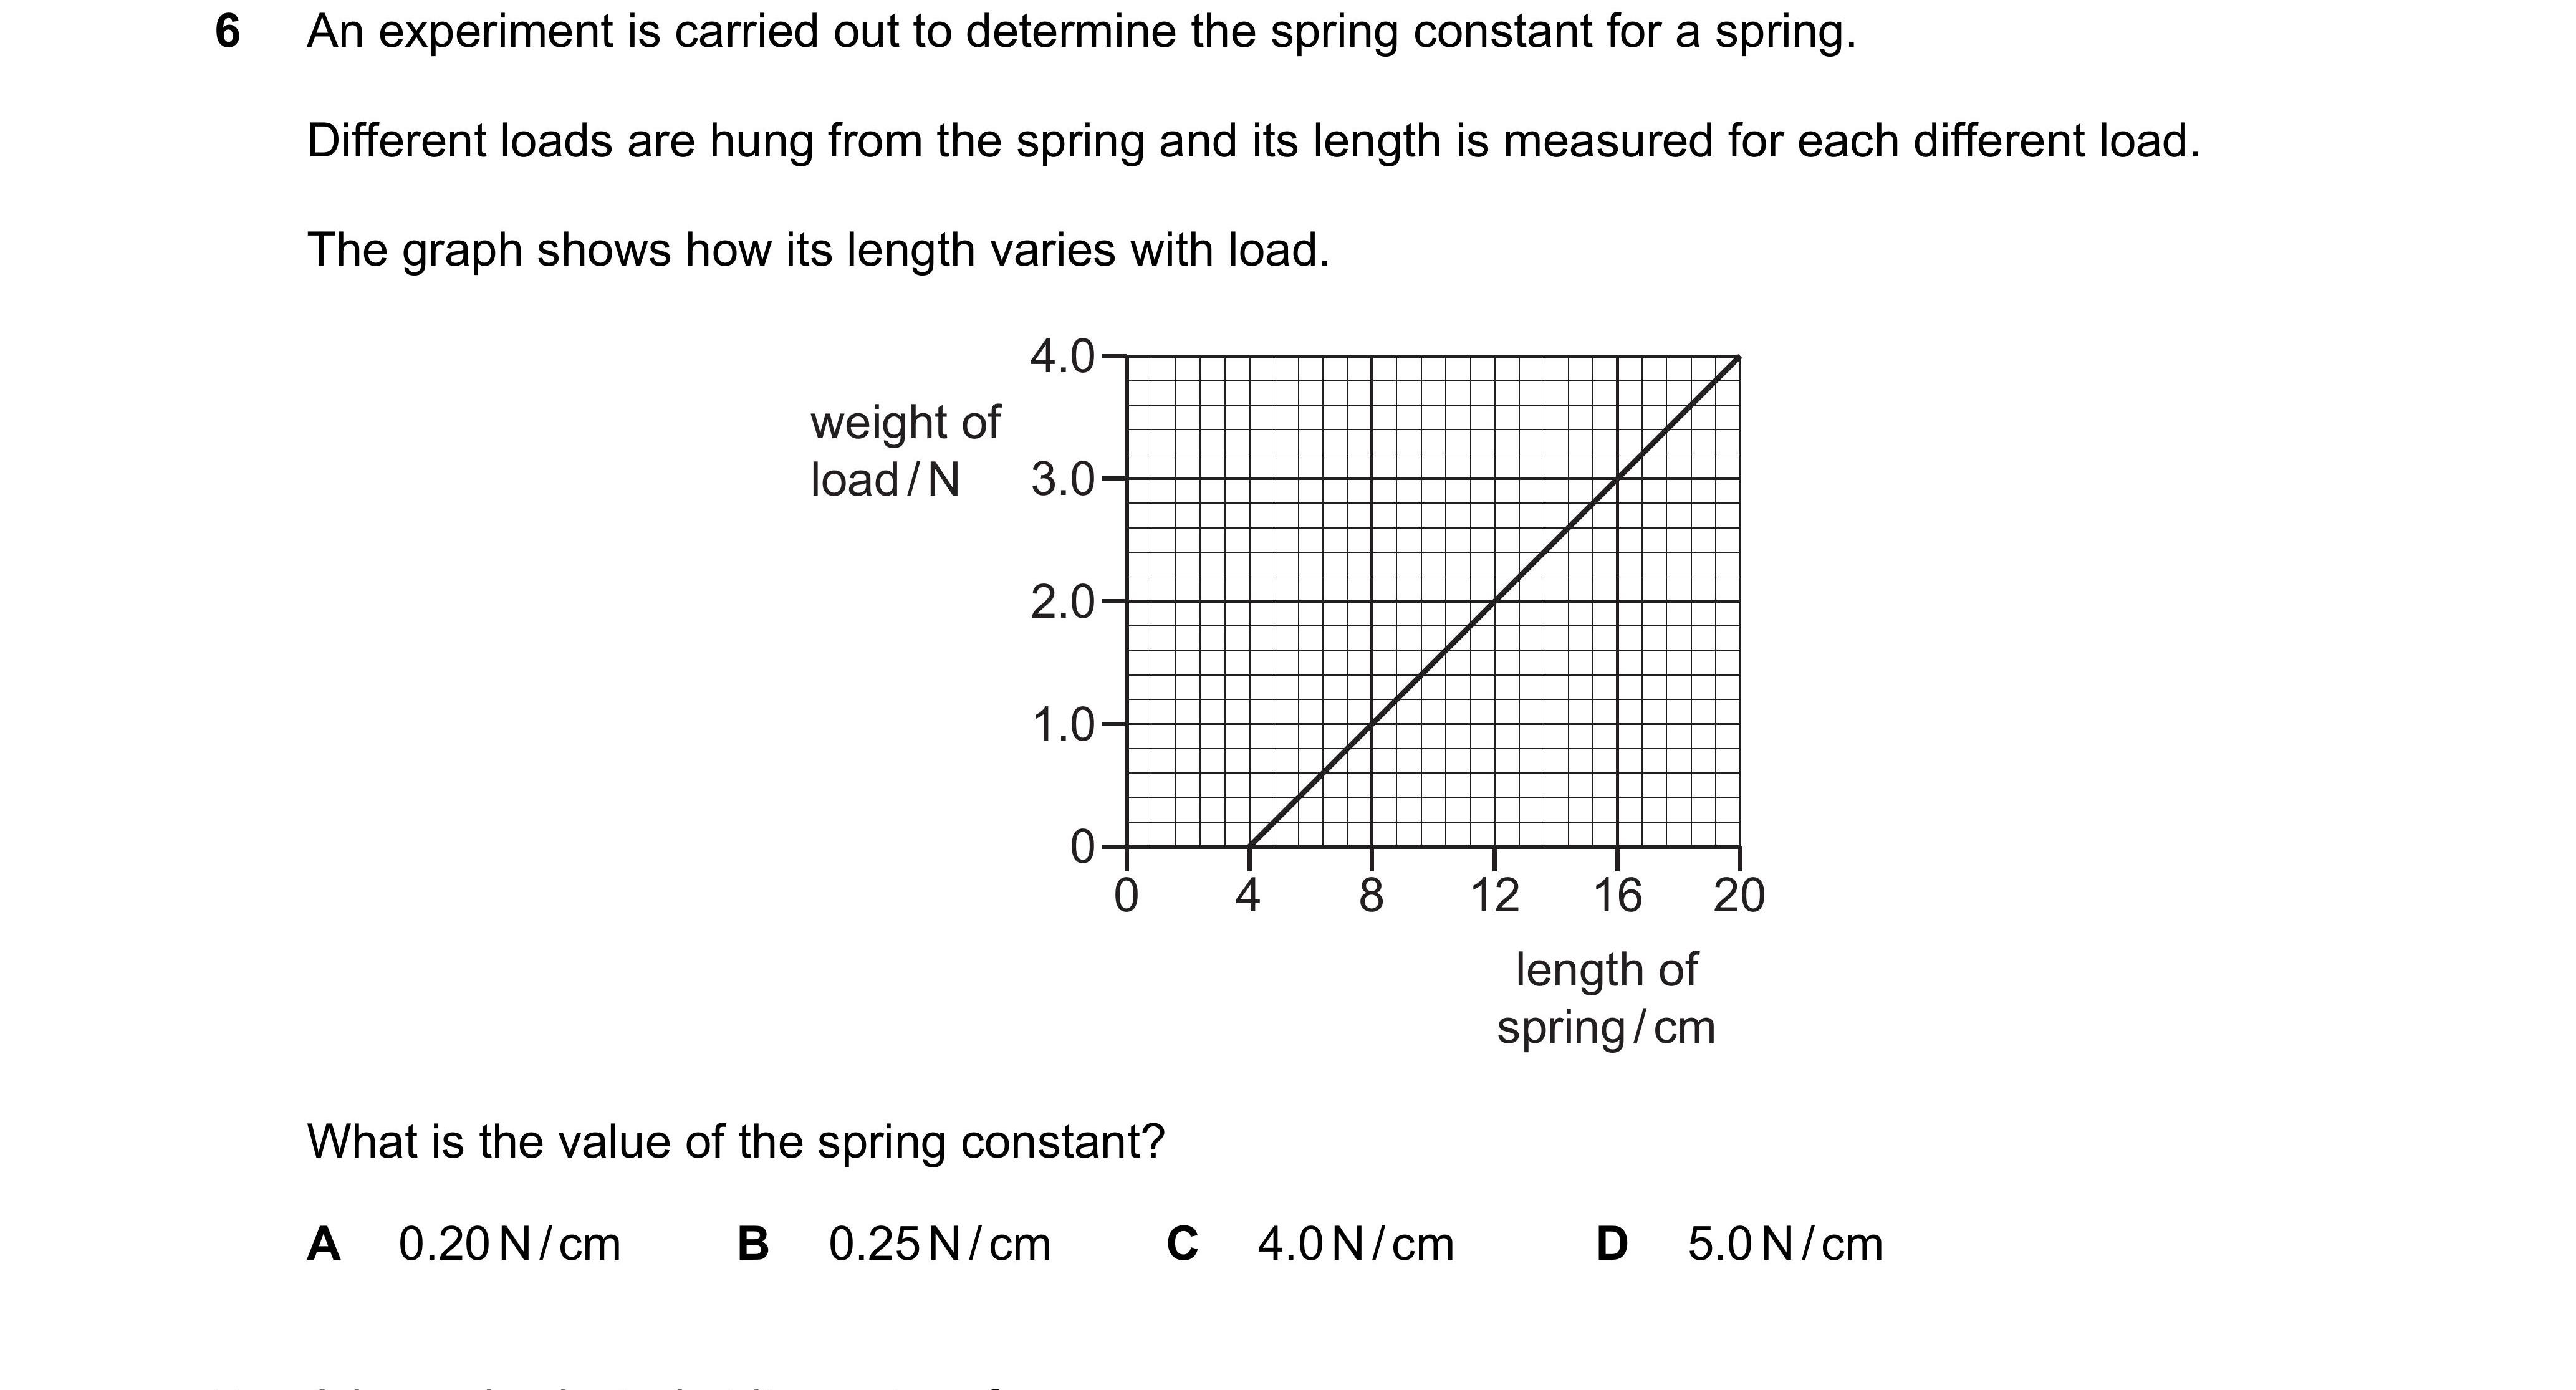 6 An experiment is carried out to determine the spring constant for a spring.
Different loads are hung from the spring and its length is measured for each different load.
The graph shows how its length varies with load.
4.0
weight of
load / N
3.0
2.0
1.0
0
0 4 8 12 16 20
length of
spring / cm
What is the value of the spring constant?
A 0.20 N / cm B 0.25 N / cm C 4.0 N / cm D 5.0 N / cm